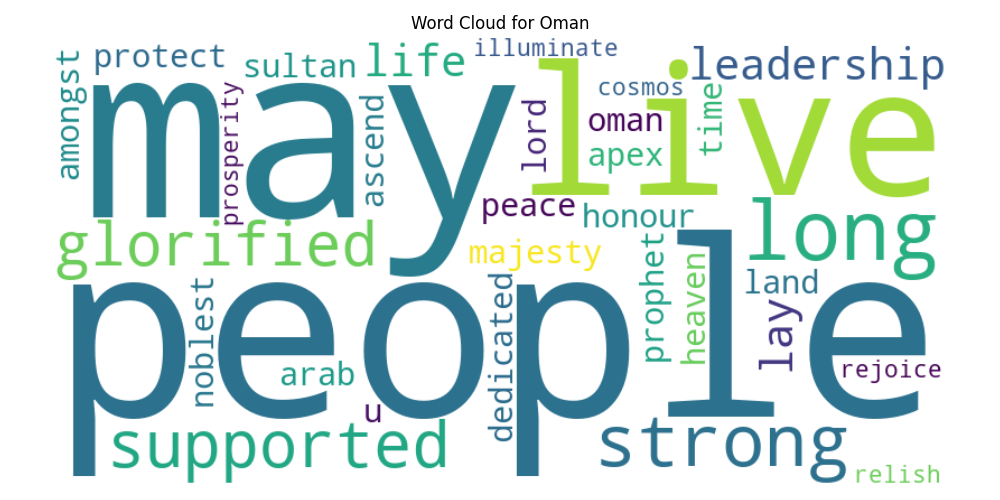 Word Cloud for Oman
amongst
protect
sultan
life
illuminate
leadership
may
live
prosperity
ascend
lord
cosmos
oman
apex
time
peace
honour
long
glorified
majesty
people
noblest
arab
u
dedicated
prophet
heaven
land
lay
rejoice
supported
strong
relish